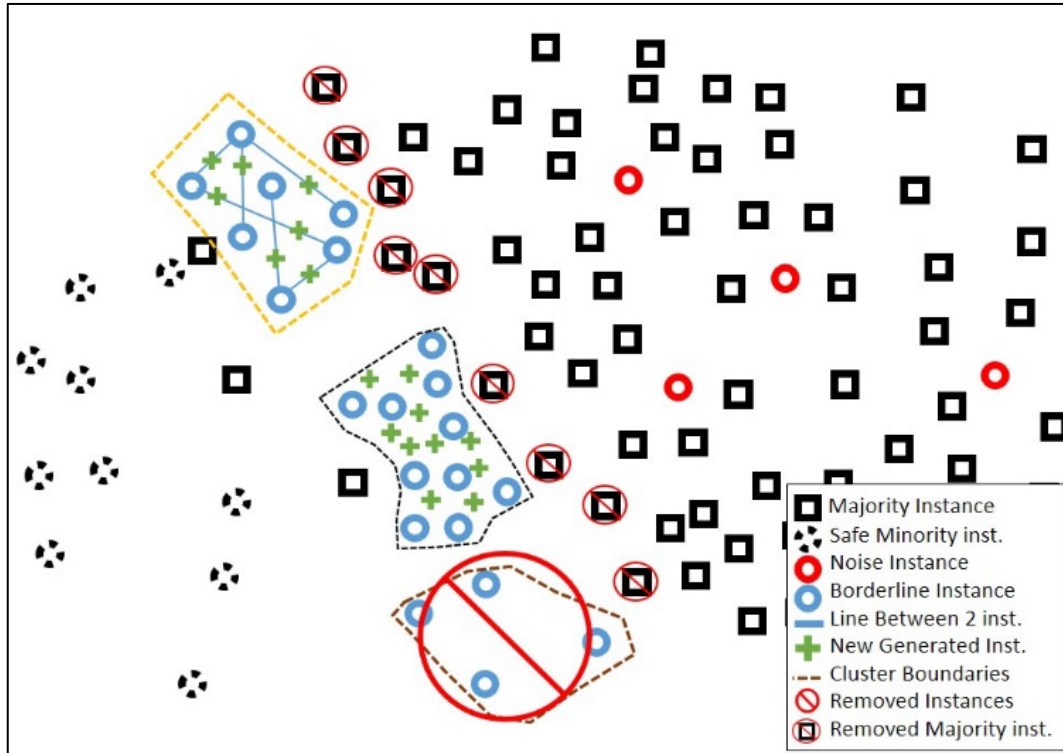 Majority Instance
Safe Minority inst.
Noise Instance
Borderline Instance
Line Between 2 inst.
New Generated Inst.
Cluster Boundaries
Removed Instances
Removed Majority inst.